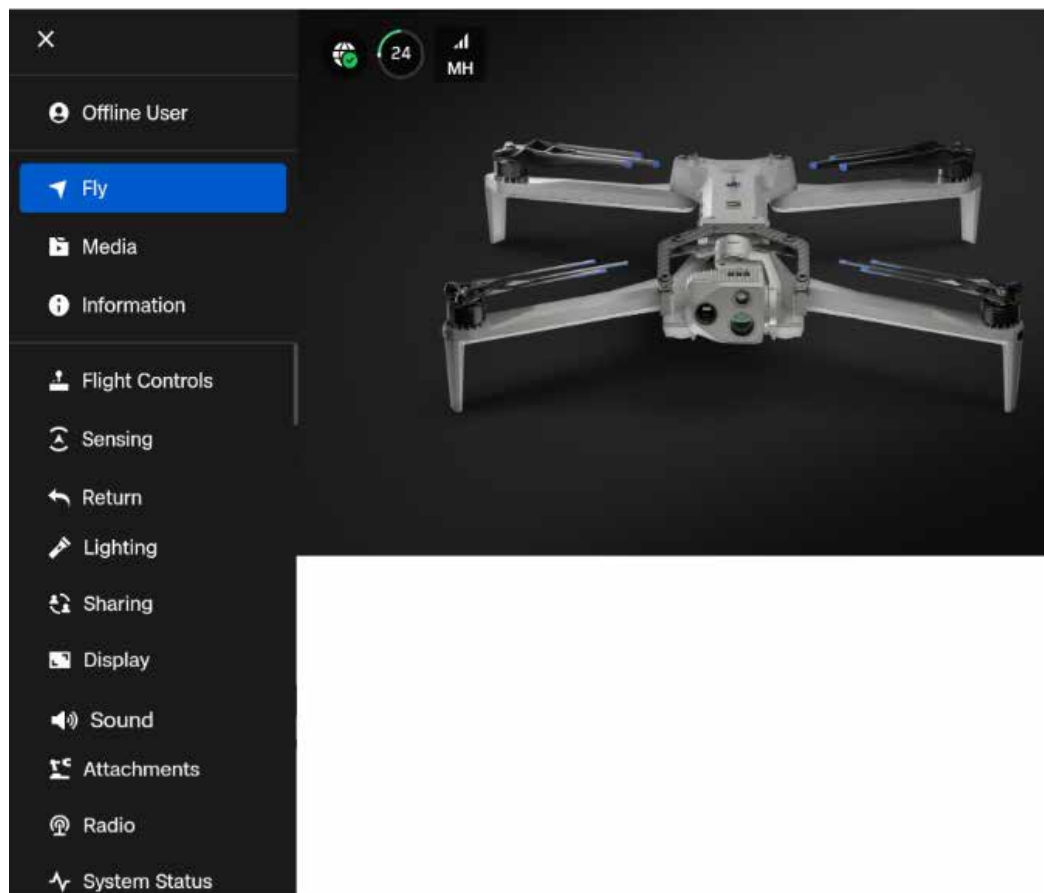 Offline User
Fly
Media
Information
Flight Controls
Sensing
Return
Lighting
Sharing
Display
Sound
Attachments
Radio
System Status
24
MH